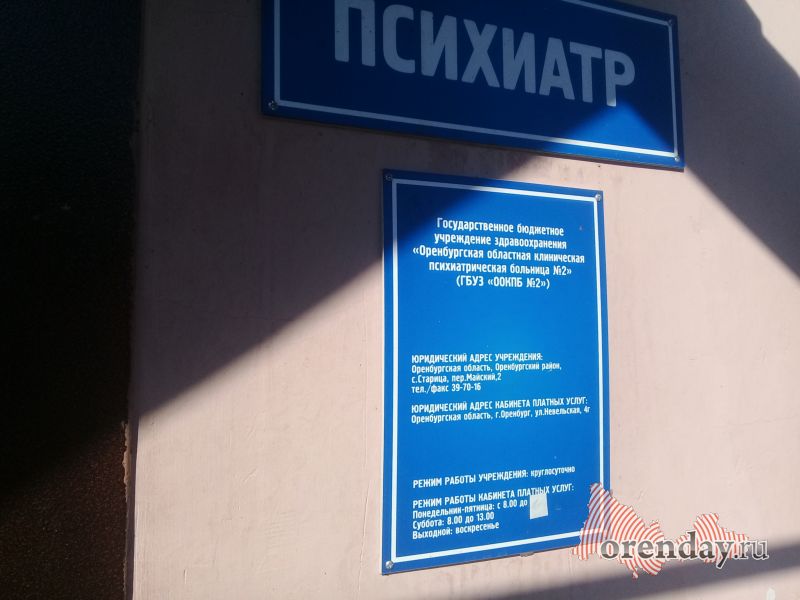 ПСИХИАТР
Государственное бюджетное
учреждение здравоохранения
«Оренбургская областная клиническая
психиатрическая больница №2»
(ГБУЗ «ООКПБ №2»)
ЮРИДИЧЕСКИЙ АДРЕС УЧРЕЖДЕНИЯ:
Оренбургская область, Оренбургский район,
с.Старица, пер.Майский,2
тел./факс 39-70-16
ЮРИДИЧЕСКИЙ АДРЕС КАБИНЕТА ПЛАТНЫХ УСЛУГ:
Оренбургская область, г.Оренбург, ул.Невельская, 4г
РЕЖИМ РАБОТЫ УЧРЕЖДЕНИЯ: круглосуточно
РЕЖИМ РАБОТЫ КАБИНЕТА ПЛАТНЫХ УСЛУГ:
Понедельник-пятница: с 8.00 до
Суббота: 8.00 до 13.00
Выходной: воскресенье
orenday.ru